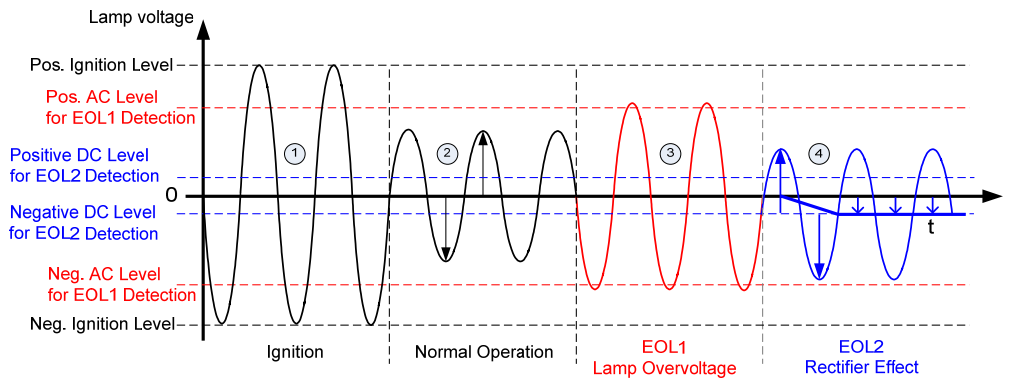 Lamp voltage
Pos. Ignition Level
Pos. AC Level
for EOL1 Detection
Positive DC Level
for EOL2 Detection
0
Negative DC Level
for EOL2 Detection
Neg. AC Level
for EOL1 Detection
Neg. Ignition Level
1
2
3
4
t
Ignition
Normal Operation
EOL1
Lamp Overvoltage
EOL2
Rectifier Effect